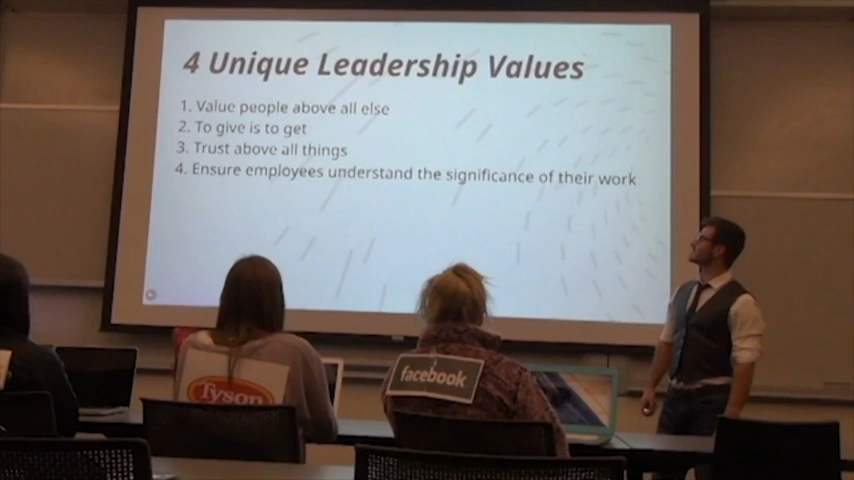 4 Unique Leadership Values
1. Value people above all else
2. To give is to get
3. Trust above all things
4. Ensure employees understand the significance of their work
Tyson
facebook